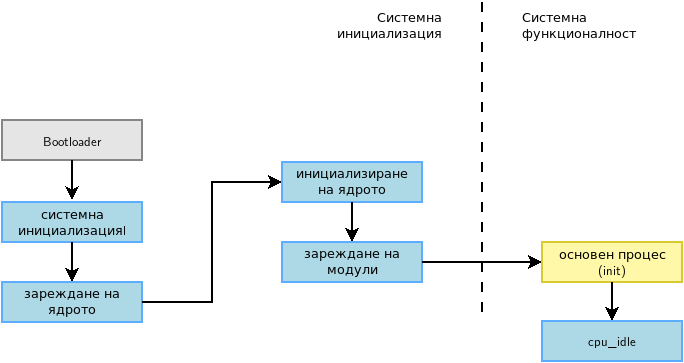 Системна
инициализация
Системна
функционалност
Bootloader
системна
инициализация|
зареждане на
ядрото
инициализиране
на ядрото
зареждане на
модули
основен процес
(init)
cpu_idle